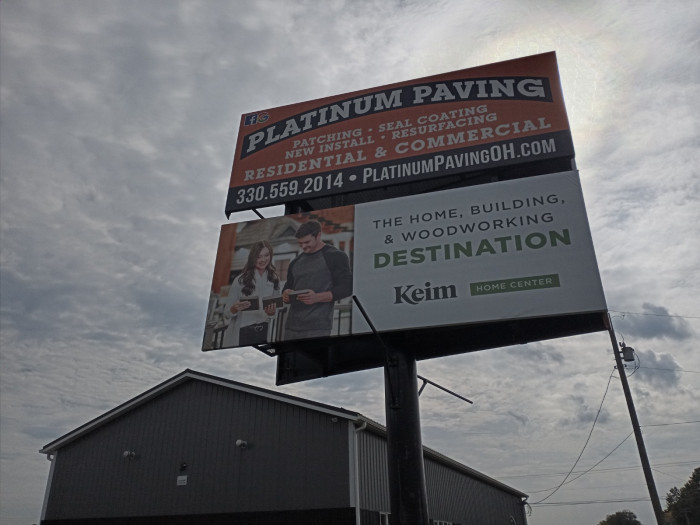 PLATINUM PAVING
PATCHING • SEAL COATING
NEW INSTALL • RESURFACING
RESIDENTIAL & COMMERCIAL
330.559.2014 • PLATINUMPAVINGOH.COM
THE HOME, BUILDING,
& WOODWORKING
DESTINATION
Keim HOME CENTER